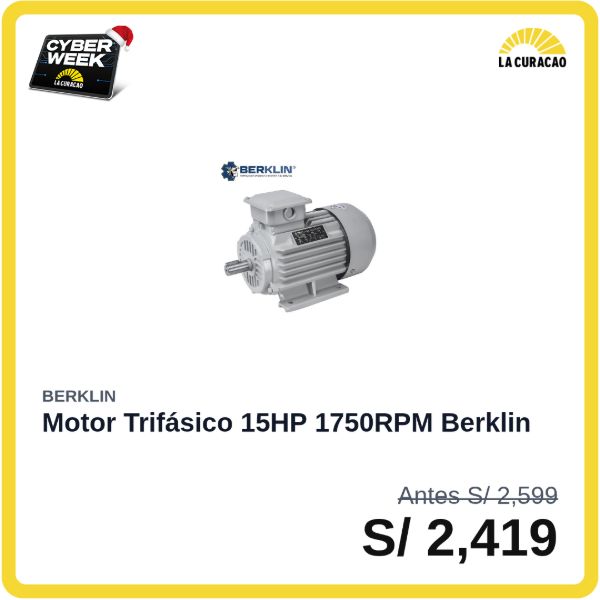 CYBER
WEEK
LA CURACAO
LA CURACAO
BERKLIN®
BERKLIN
Motor Trifásico 15HP 1750RPM Berklin
Antes S/ 2,599
S/ 2,419